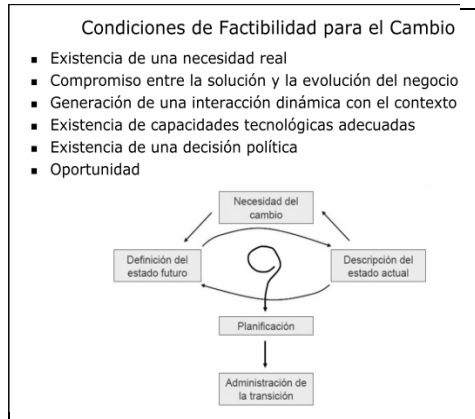 Condiciones de Factibilidad para el Cambio
▪ Existencia de una necesidad real
▪ Compromiso entre la solución y la evolución del negocio
▪ Generación de una interacción dinámica con el contexto
▪ Existencia de capacidades tecnológicas adecuadas
▪ Existencia de una decisión política
▪ Oportunidad
Necesidad del
cambio
Definición del
estado futuro
Descripción del
estado actual
Planificación
Administración de
la transición